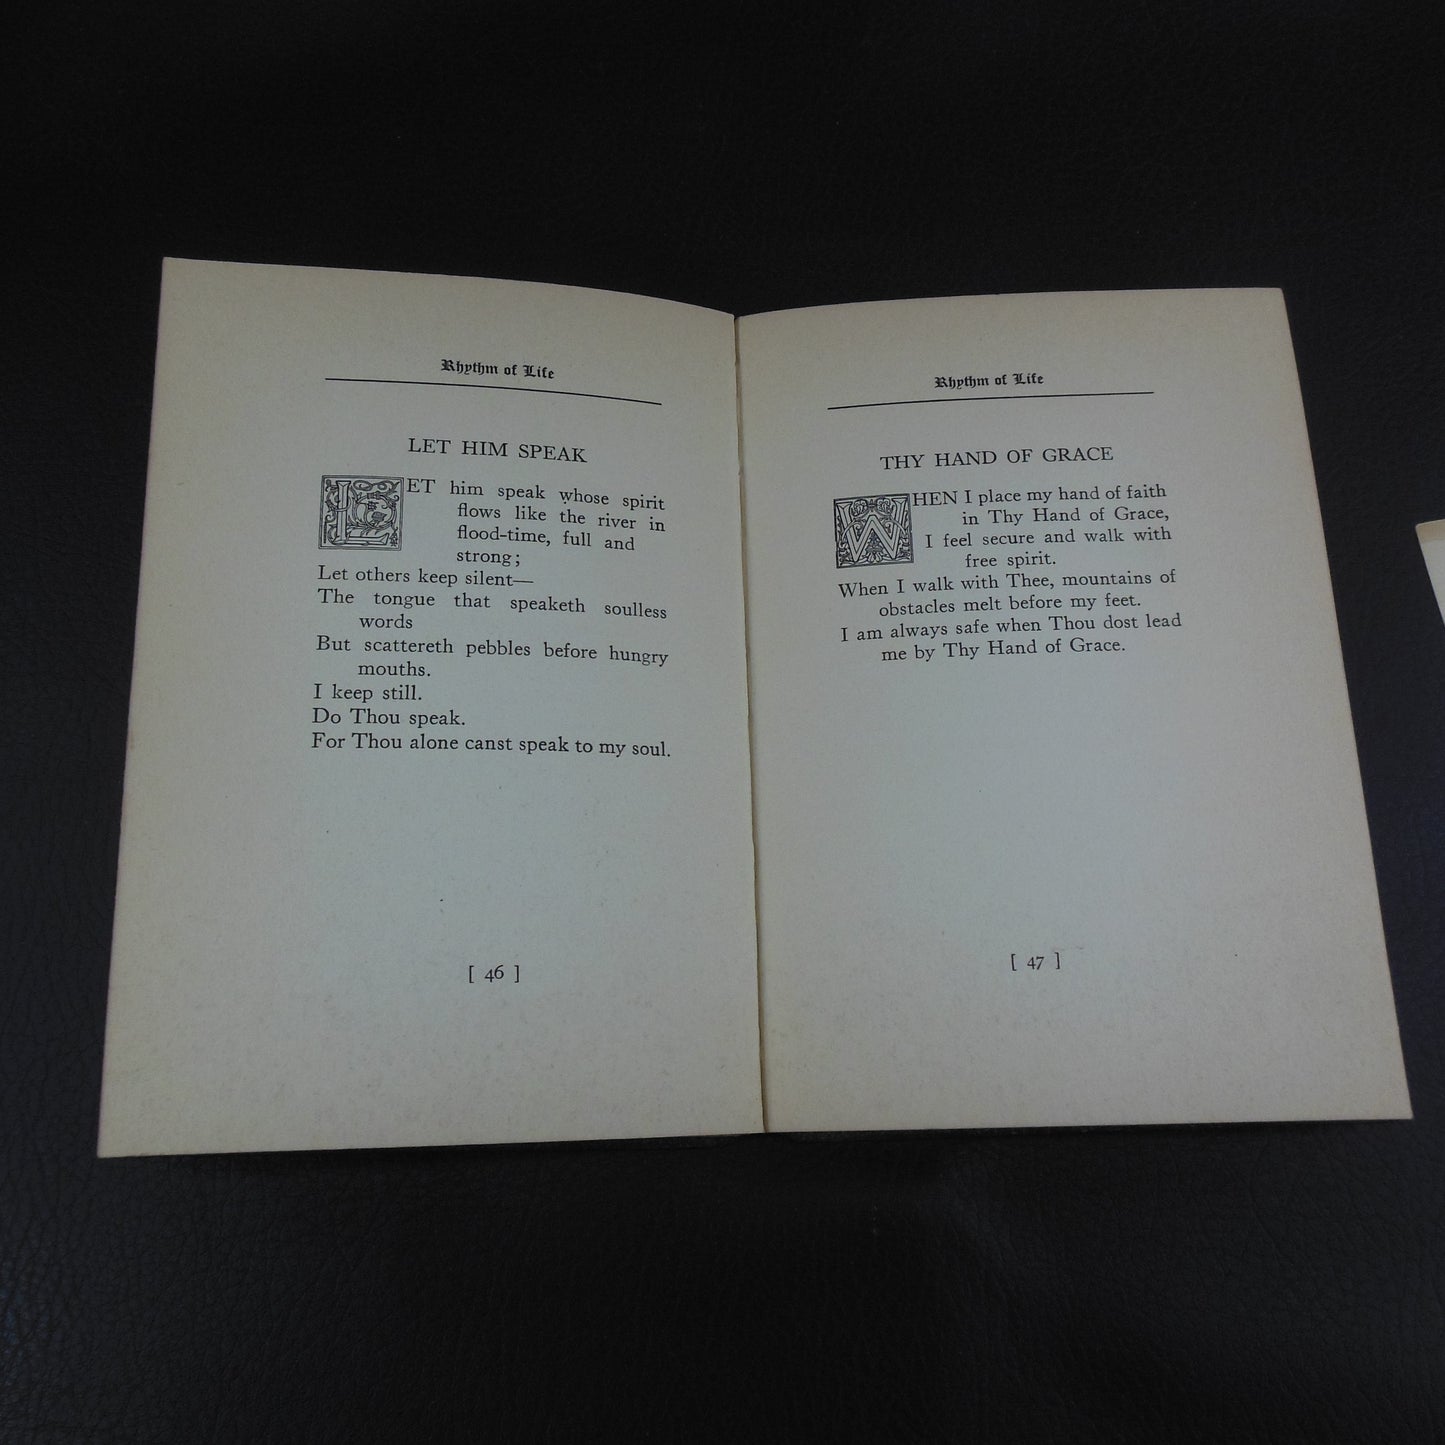 Rhythm of Life
LET HIM SPEAK
LET him speak whose spirit
flows like the river in
flood-time, full and
strong;
Let others keep silent—
The tongue that speaketh soulless
words
But scattereth pebbles before hungry
mouths.
I keep still.
Do Thou speak.
For Thou alone canst speak to my soul.
[ 46 ]
Rhythm of Life
THY HAND OF GRACE
WHEN I place my hand of faith
in Thy Hand of Grace,
I feel secure and walk with
free spirit.
When I walk with Thee, mountains of
obstacles melt before my feet.
I am always safe when Thou dost lead
me by Thy Hand of Grace.
[ 47 ]